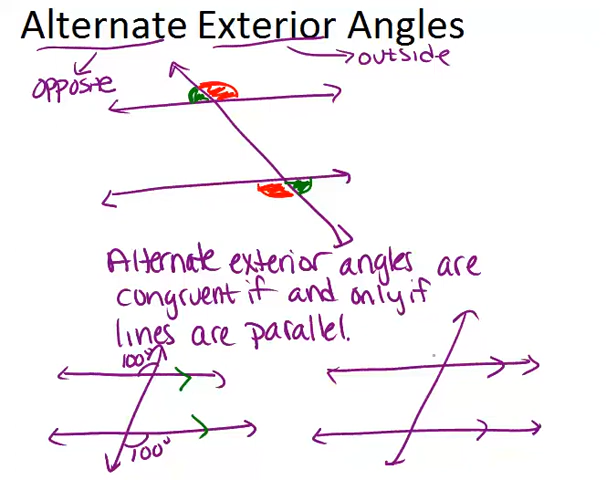 Alternate Exterior Angles
opposite
outside
Alternate exterior angles are
congruent if and only if
lines are parallel.
100°
100°